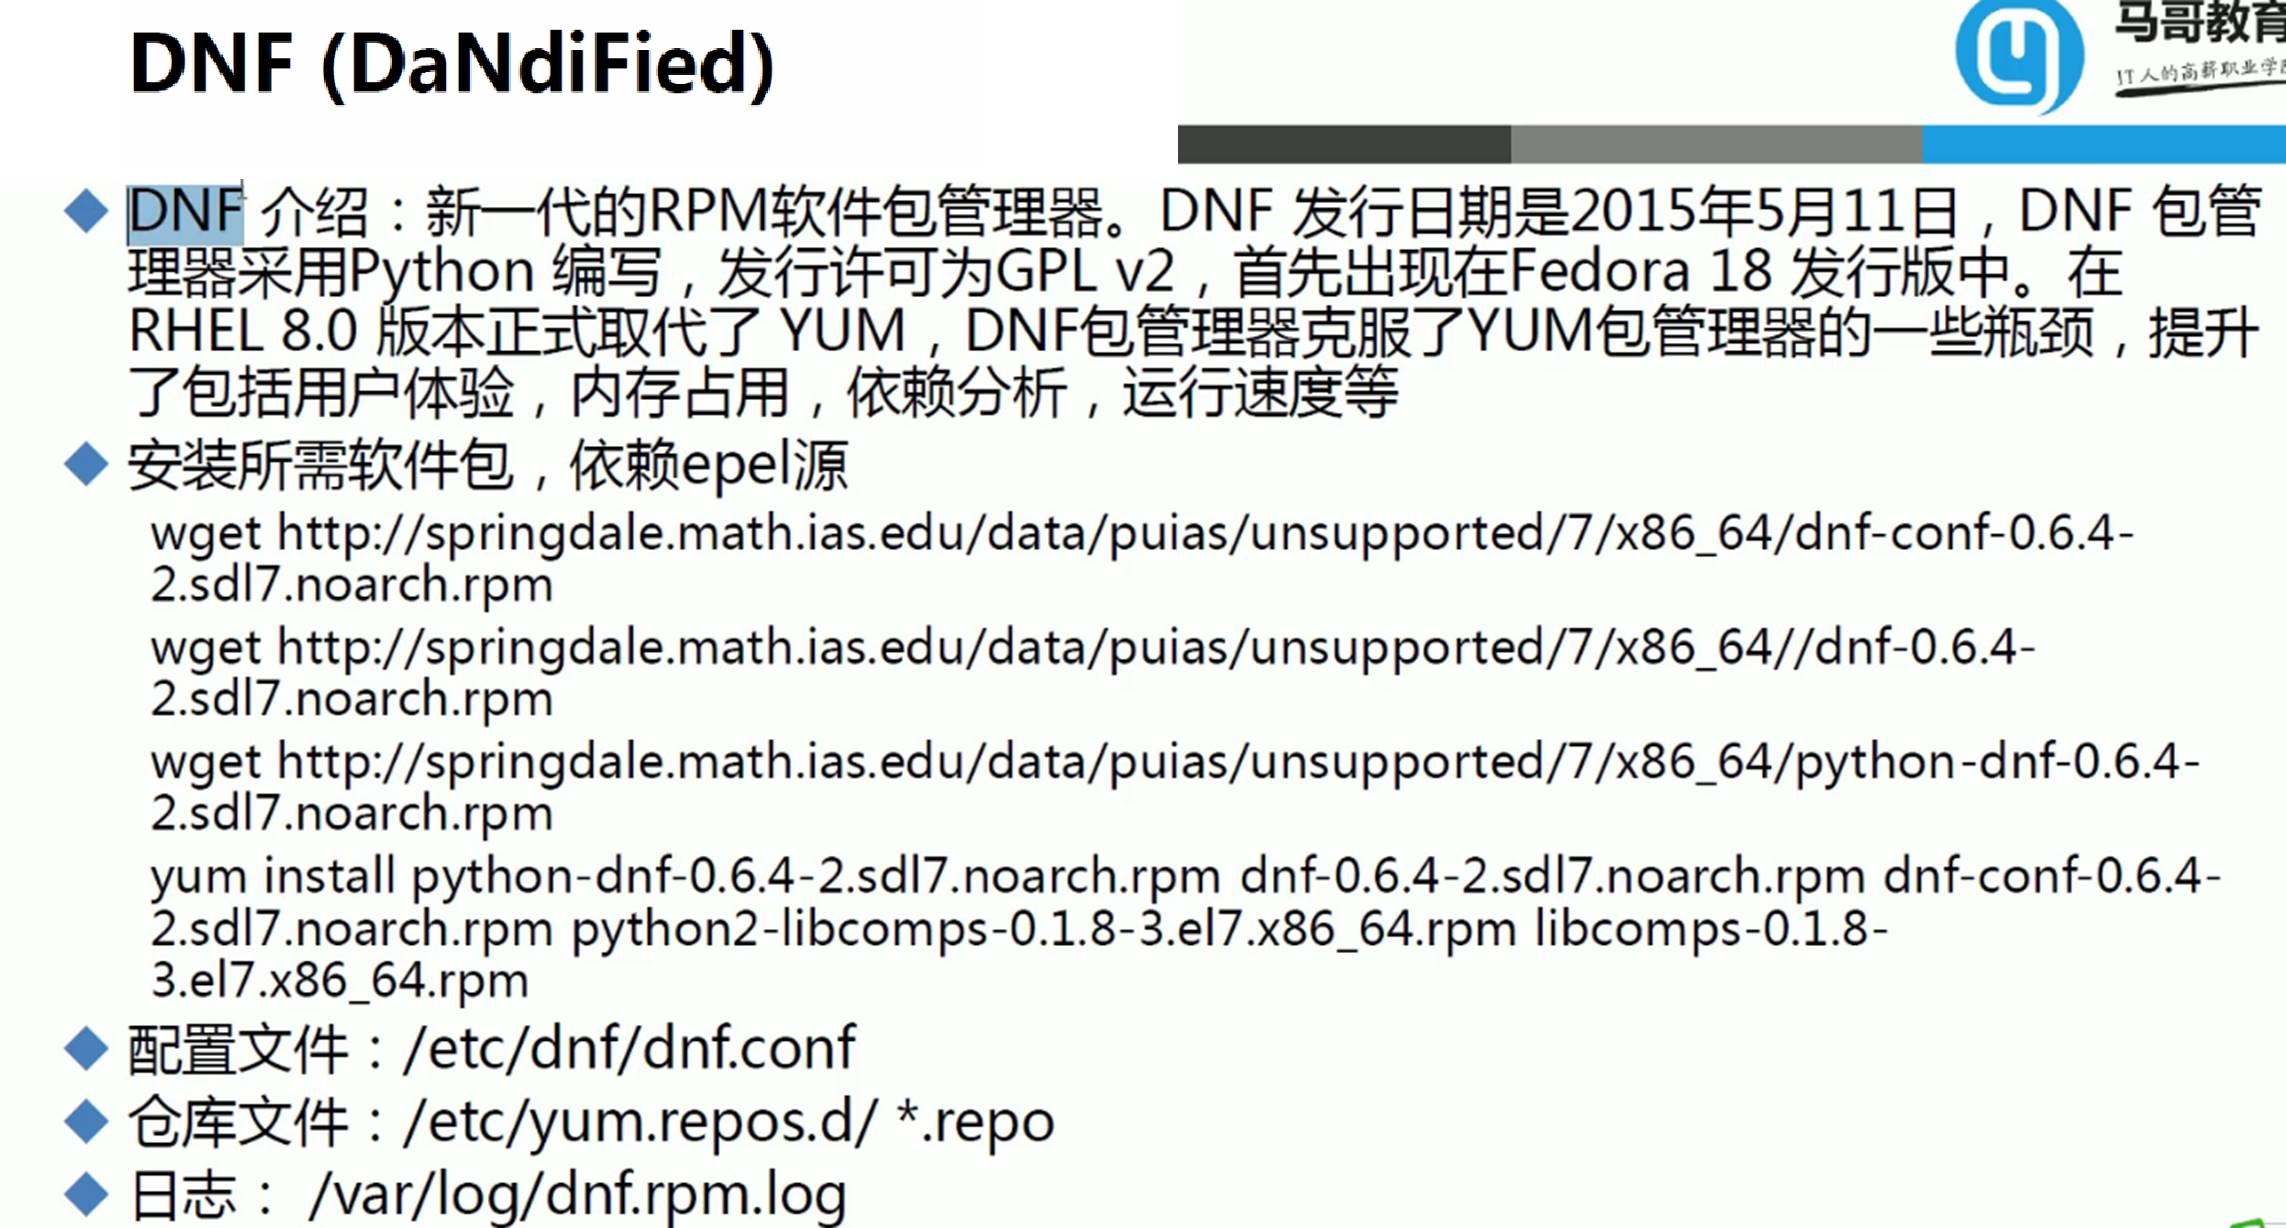 DNF (DaNdiFied)
马哥教育
IT人的高薪职业学院
DNF 介绍：新一代的RPM软件包管理器。DNF 发行日期是2015年5月11日，DNF 包管
理器采用Python 编写，发行许可为GPL v2，首先出现在Fedora 18 发行版中。在
RHEL 8.0 版本正式取代了 YUM，DNF包管理器克服了YUM包管理器的一些瓶颈，提升
了包括用户体验，内存占用，依赖分析，运行速度等
安装所需软件包，依赖epel源
wget http://springdale.math.ias.edu/data/puias/unsupported/7/x86_64/dnf-conf-0.6.4-
2.sdl7.noarch.rpm
wget http://springdale.math.ias.edu/data/puias/unsupported/7/x86_64//dnf-0.6.4-
2.sdl7.noarch.rpm
wget http://springdale.math.ias.edu/data/puias/unsupported/7/x86_64/python-dnf-0.6.4-
2.sdl7.noarch.rpm
yum install python-dnf-0.6.4-2.sdl7.noarch.rpm dnf-0.6.4-2.sdl7.noarch.rpm dnf-conf-0.6.4-
2.sdl7.noarch.rpm python2-libcomps-0.1.8-3.el7.x86_64.rpm libcomps-0.1.8-
3.el7.x86_64.rpm
配置文件：/etc/dnf/dnf.conf
仓库文件：/etc/yum.repos.d/ *.repo
日志： /var/log/dnf.rpm.log